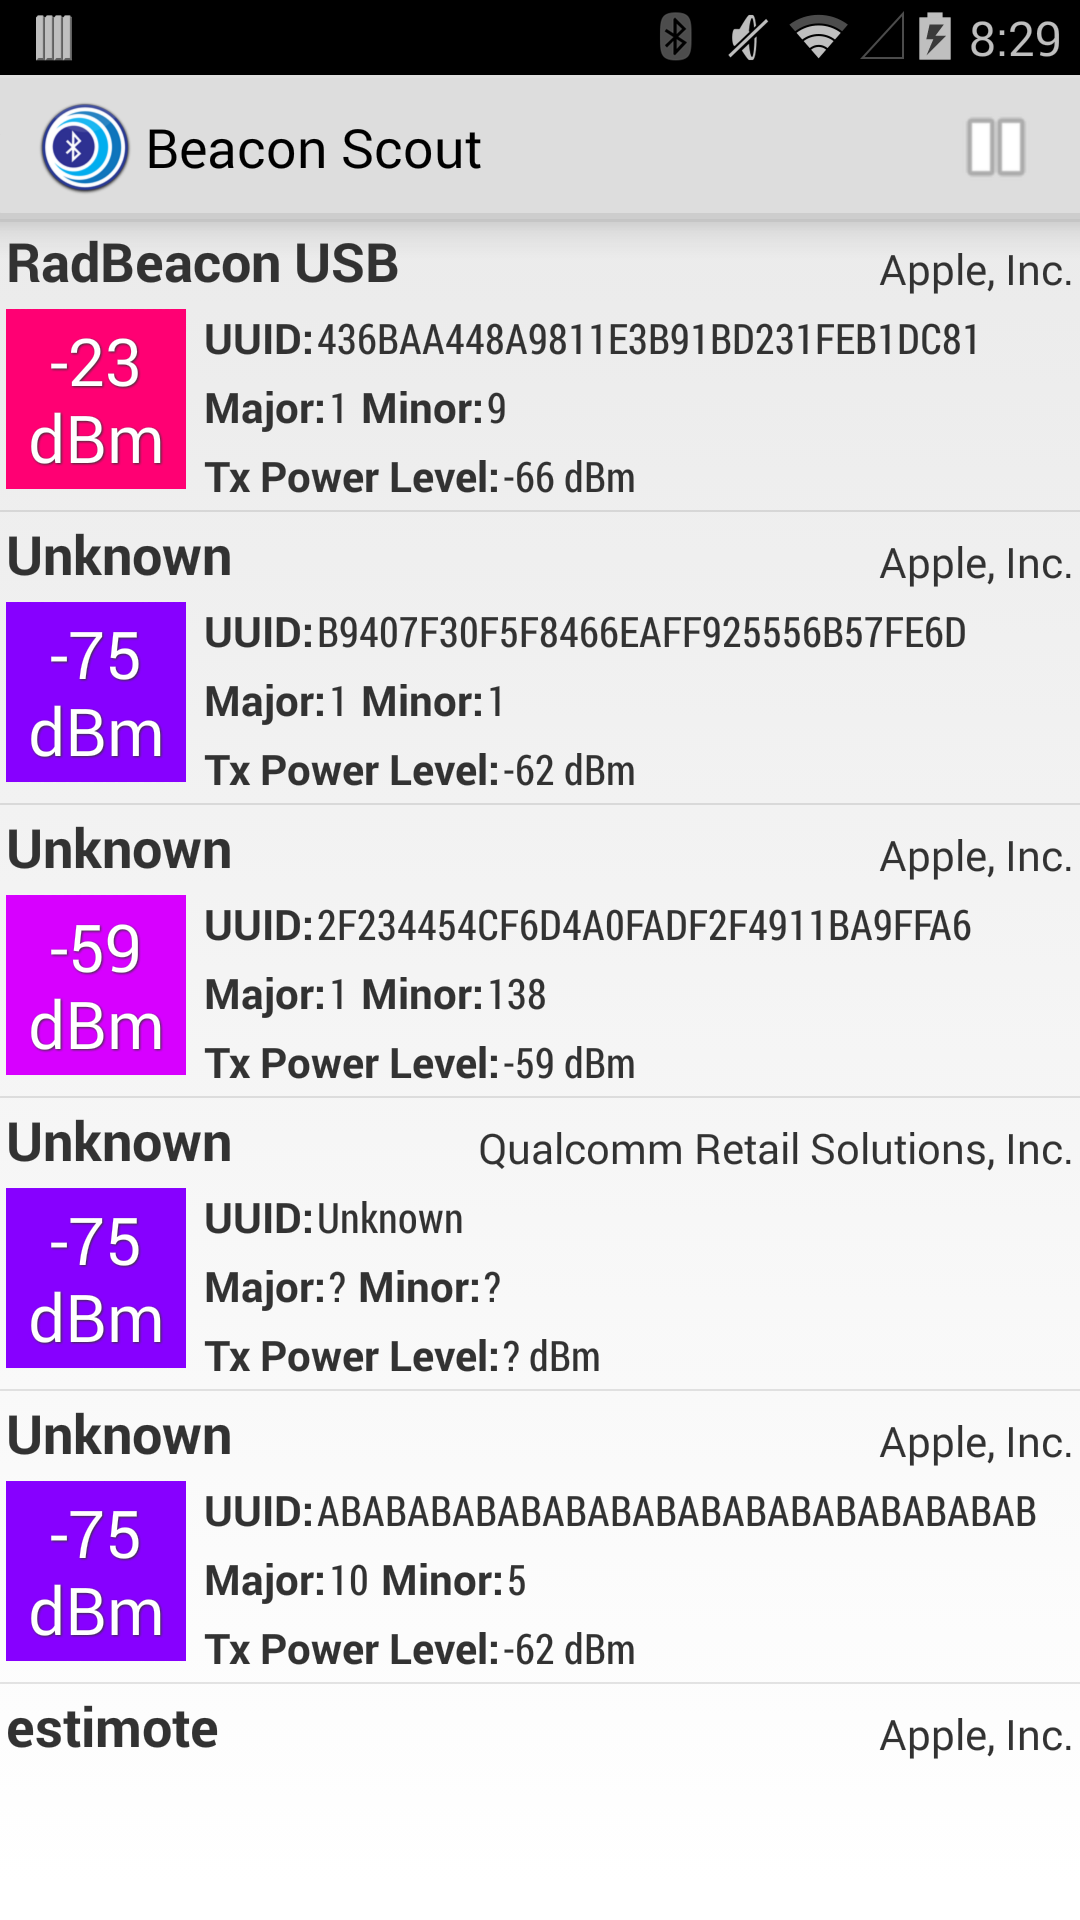 8:29
Beacon Scout
RadBeacon USB Apple, Inc.
-23 dBm
UUID:436BAA448A9811E3B91BD231FEB1DC81
Major:1 Minor:9
Tx Power Level:-66 dBm
Unknown Apple, Inc.
-75 dBm
UUID:B9407F30F5F8466EAFF925556B57FE6D
Major:1 Minor:1
Tx Power Level:-62 dBm
Unknown Apple, Inc.
-59 dBm
UUID:2F234454CF6D4A0FADF2F4911BA9FFA6
Major:1 Minor:138
Tx Power Level:-59 dBm
Unknown Qualcomm Retail Solutions, Inc.
-75 dBm
UUID:Unknown
Major:? Minor:?
Tx Power Level:? dBm
Unknown Apple, Inc.
-75 dBm
UUID:ABABABABABABABABABABABABABABABAB
Major:10 Minor:5
Tx Power Level:-62 dBm
estimote Apple, Inc.